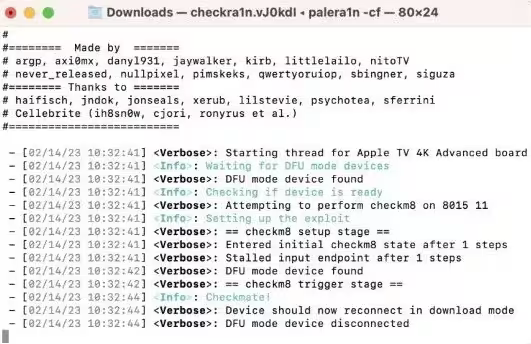 Downloads — checkra1n.vJ0kdl ◂ palera1n -cf — 80×24
#
#======== Made by =======
# argp, axi0mx, danyl931, jaywalker, kirb, littlelailo, nitoTV
# never_released, nullpixel, pimskeks, qwertyoruiop, sbingner, siguza
#======== Thanks to =======
# haifisch, jndok, jonseals, xerub, lilstevie, psychotea, sferrini
# Cellebrite (ih8sn0w, cjori, ronyrus et al.)
#==========================
- [02/14/23 10:32:41] <Verbose>: Starting thread for Apple TV 4K Advanced board
- [02/14/23 10:32:41] <Info>: Waiting for DFU mode devices
- [02/14/23 10:32:41] <Verbose>: DFU mode device found
- [02/14/23 10:32:41] <Info>: Checking if device is ready
- [02/14/23 10:32:41] <Verbose>: Attempting to perform checkm8 on 8015 11
- [02/14/23 10:32:41] <Info>: Setting up the exploit
- [02/14/23 10:32:41] <Verbose>: == checkm8 setup stage ==
- [02/14/23 10:32:41] <Verbose>: Entered initial checkm8 state after 1 steps
- [02/14/23 10:32:41] <Verbose>: Stalled input endpoint after 1 steps
- [02/14/23 10:32:42] <Verbose>: DFU mode device found
- [02/14/23 10:32:42] <Verbose>: == checkm8 trigger stage ==
- [02/14/23 10:32:44] <Info>: Checkmate!
- [02/14/23 10:32:44] <Verbose>: Device should now reconnect in download mode
- [02/14/23 10:32:44] <Verbose>: DFU mode device disconnected